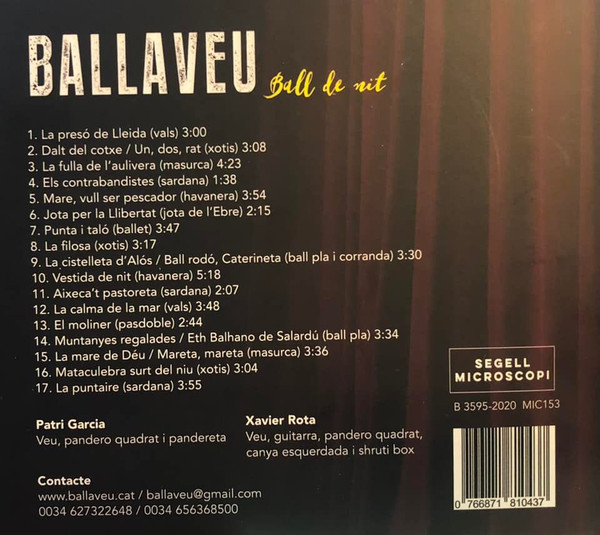 BALLAVEU Ball de nit
1. La presó de Lleida (vals) 3:00
2. Dalt del cotxe / Un, dos, rat (xotis) 3:08
3. La fulla de l'aulivera (masurca) 4:23
4. Els contrabandistes (sardana) 1:38
5. Mare, vull ser pescador (havanera) 3:54
6. Jota per la Llibertat (jota de l'Ebre) 2:15
7. Punta i taló (ballet) 3:47
8. La filosa (xotis) 3:17
9. La cistelleta d'Alós / Ball rodó, Caterineta (ball pla i corranda) 3:30
10. Vestida de nit (havanera) 5:18
11. Aixeca't pastoreta (sardana) 2:07
12. La calma de la mar (vals) 3:48
13. El moliner (pasdoble) 2:44
14. Muntanyes regalades / Eth Balhano de Salardú (ball pla) 3:34
15. La mare de Déu / Mareta, mareta (masurca) 3:36
16. Mataculebra surt del niu (xotis) 3:04
17. La puntaire (sardana) 3:55
SEGELL
MICROSCOPI
B 3595-2020 MIC153
Patri Garcia
Veu, pandero quadrat i pandereta
Xavier Rota
Veu, guitarra, pandero quadrat,
canya esquerdada i shruti box
Contacte
www.ballaveu.cat / ballaveu@gmail.com
0034 627322648 / 0034 656368500
0 766871 810437